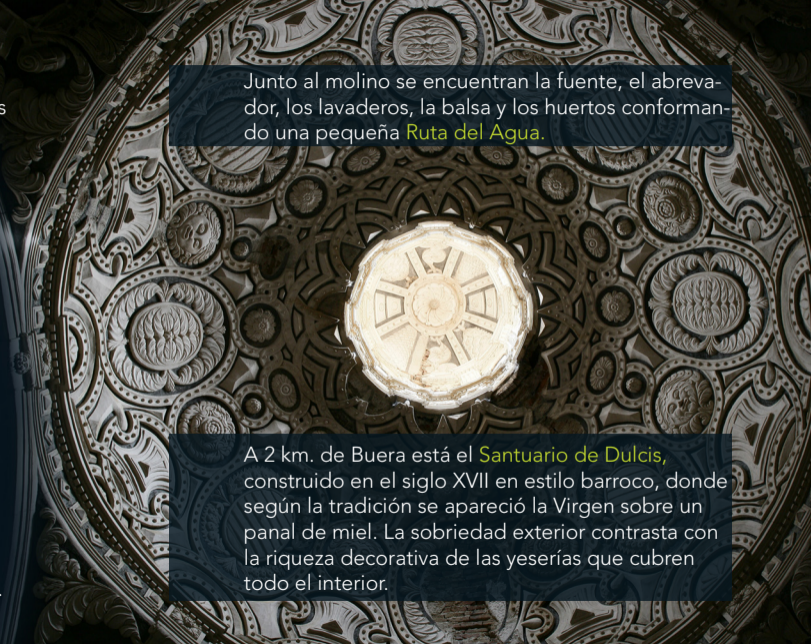 Junto al molino se encuentran la fuente, el abreva-
dor, los lavaderos, la balsa y los huertos conforman-
do una pequeña Ruta del Agua.
A 2 km. de Buera está el Santuario de Dulcis,
construido en el siglo XVII en estilo barroco, donde
según la tradición se apareció la Virgen sobre un
panal de miel. La sobriedad exterior contrasta con
la riqueza decorativa de las yeserías que cubren
todo el interior.